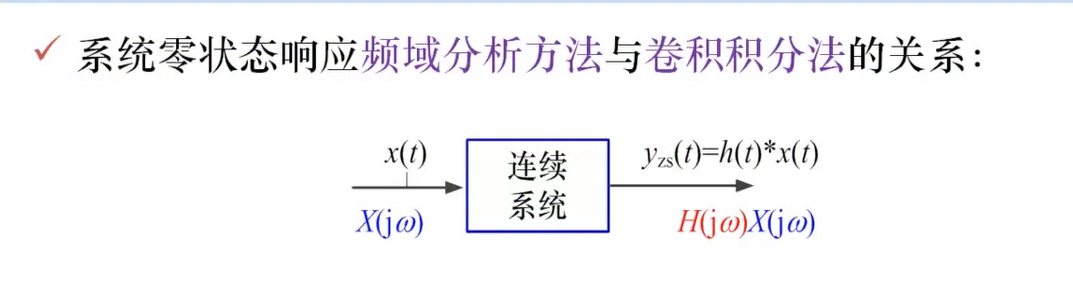 ✓ 系统零状态响应频域分析方法与卷积积分法的关系：
x(t)
连续
系统
yzs(t)=h(t)*x(t)
X(jω)
H(jω)X(jω)